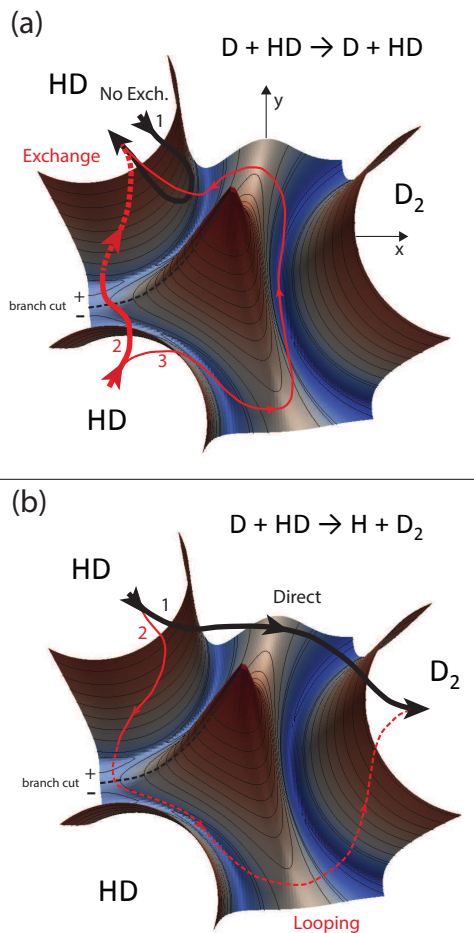 (a)
D + HD → D + HD
HD
No Exch.
1
y
Exchange
D₂
x
+
branch cut
-
2
3
HD
(b)
D + HD → H + D₂
HD
1
Direct
2
D₂
+
branch cut
-
HD
Looping